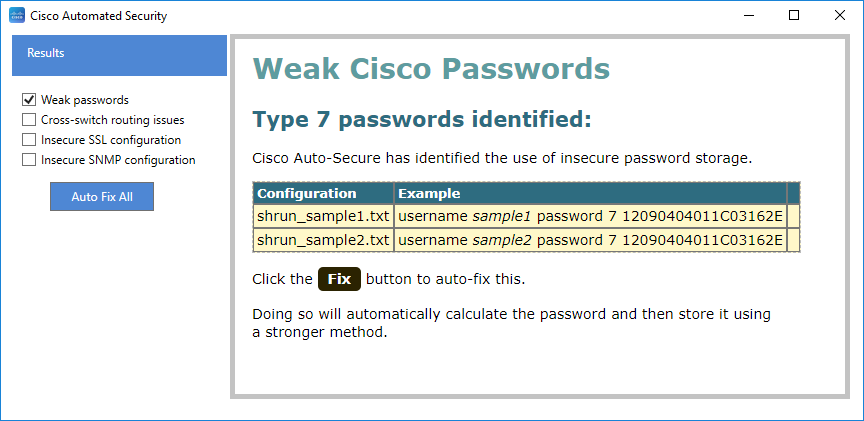 Cisco Automated Security
Results
Weak passwords
Cross-switch routing issues
Insecure SSL configuration
Insecure SNMP configuration
Auto Fix All
Weak Cisco Passwords
Type 7 passwords identified:
Cisco Auto-Secure has identified the use of insecure password storage.
Configuration Example
shrun_sample1.txt username sample1 password 7 12090404011C03162E
shrun_sample2.txt username sample2 password 7 12090404011C03162E
Click the Fix button to auto-fix this.
Doing so will automatically calculate the password and then store it using
a stronger method.